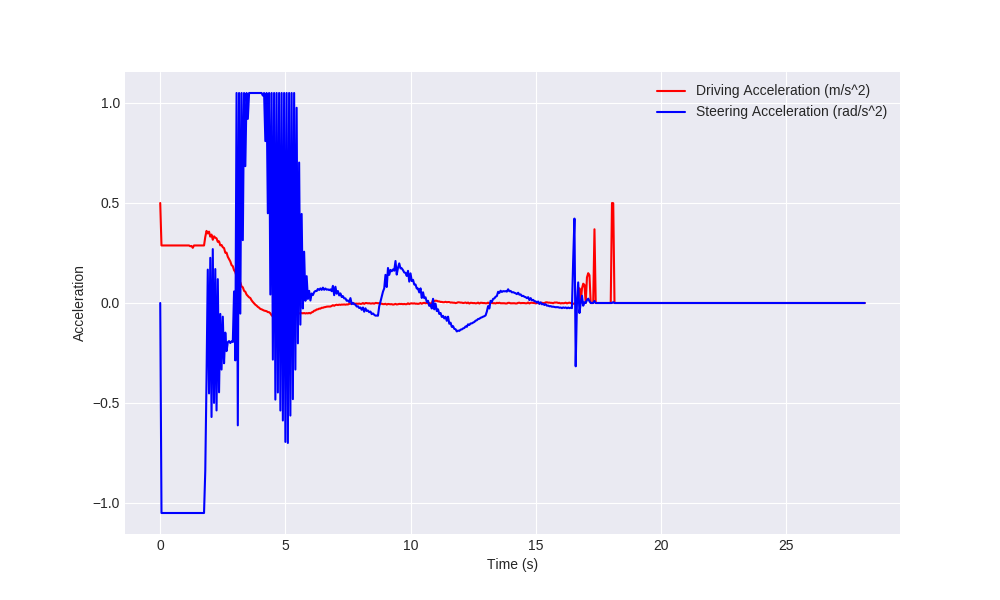 Driving Acceleration (m/s^2)
Steering Acceleration (rad/s^2)
1.0
0.5
0.0
−0.5
−1.0
Acceleration
0 5 10 15 20 25
Time (s)